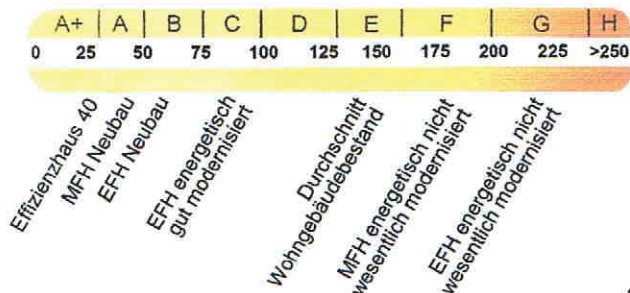 A+ A B C D E F G H
0 25 50 75 100 125 150 175 200 225 >250
Effizienzhaus 40
MFH Neubau
EFH Neubau
EFH energetisch
gut modernisiert
Durchschnitt
Wohngebäudebestand
MFH energetisch nicht
wesentlich modernisiert
EFH energetisch nicht
wesentlich modernisiert